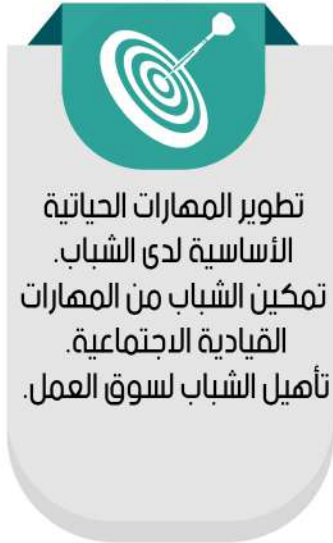 تطوير المهارات الحياتية
الأساسية لدى الشباب.
تمكين الشباب من المهارات
القيادية الاجتماعية.
تأهيل الشباب لسوق العمل.